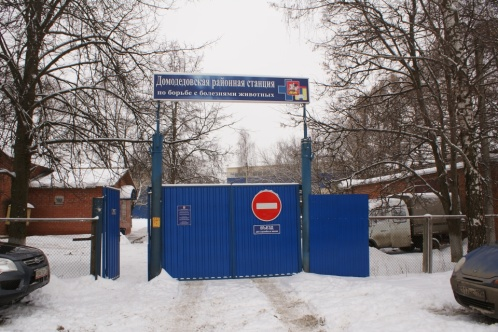 Домодедовская районная станция
по борьбе с болезнями животных